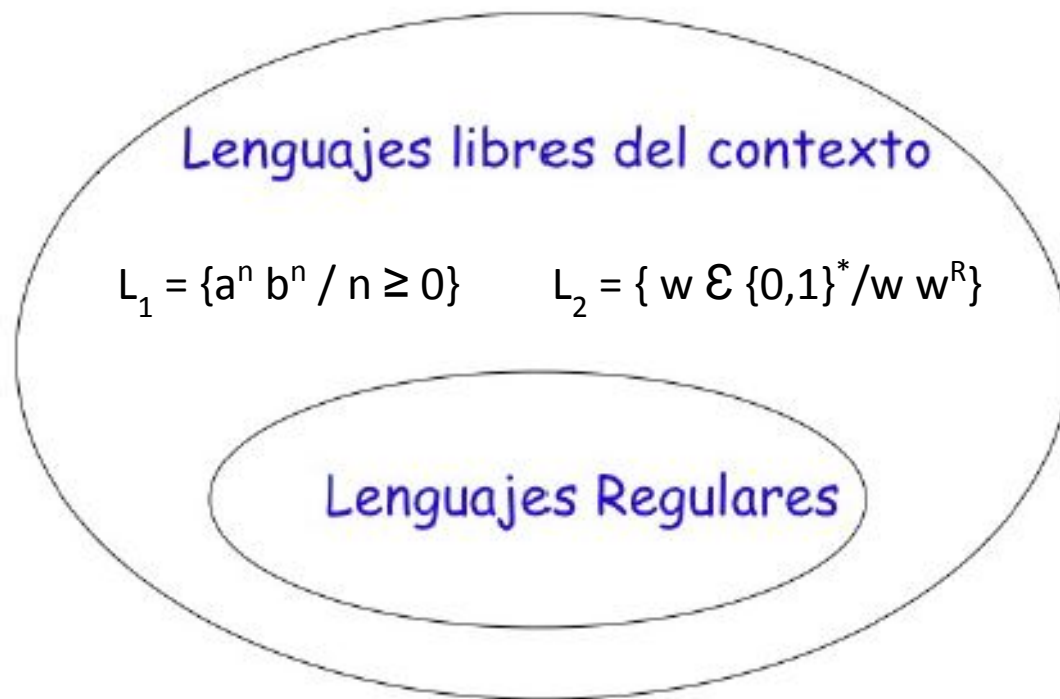 Lenguajes libres del contexto
L₁ = {aⁿ bⁿ / n ≥ 0} L₂ = { w Ɛ {0,1}*/w wᴿ}
Lenguajes Regulares